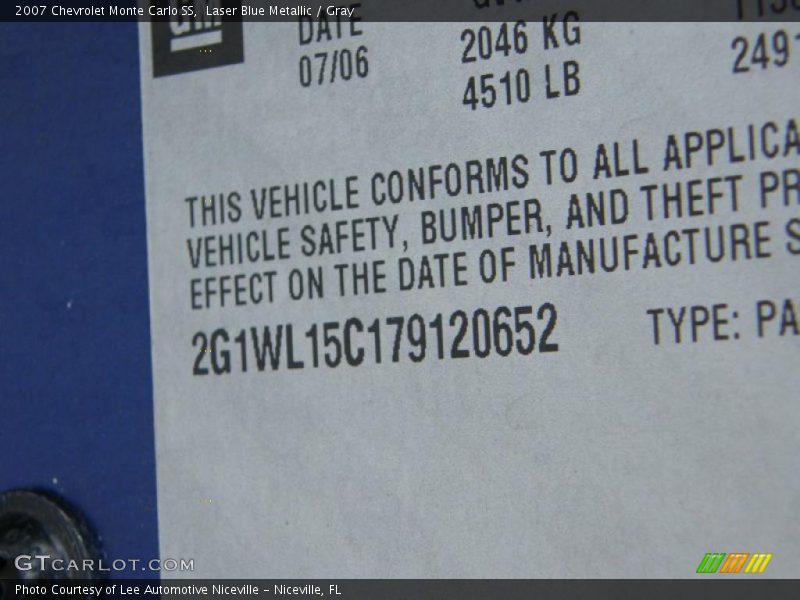 2007 Chevrolet Monte Carlo SS, Laser Blue Metallic / Gray
GM
DATE
07/06
2046 KG
4510 LB
249
THIS VEHICLE CONFORMS TO ALL APPLICA
VEHICLE SAFETY, BUMPER, AND THEFT PR
EFFECT ON THE DATE OF MANUFACTURE S
2G1WL15C179120652 TYPE: PA
GTCARLOT.COM
Photo Courtesy of Lee Automotive Niceville - Niceville, FL